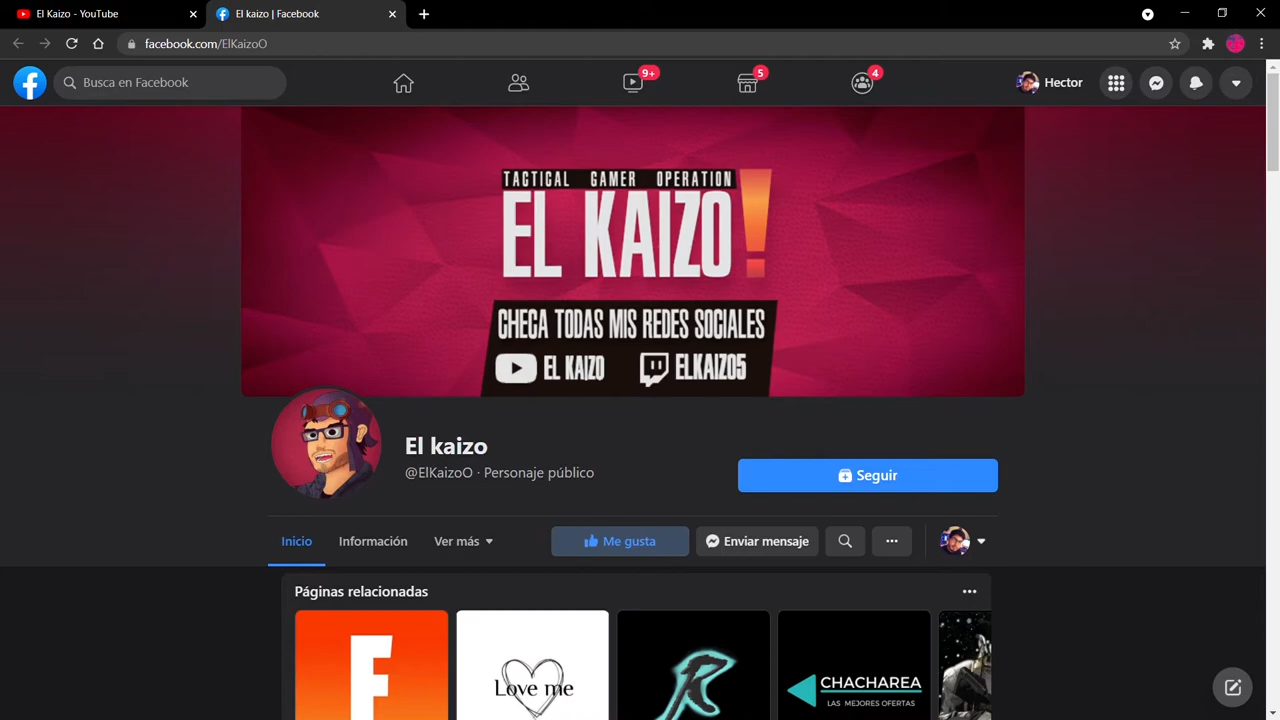 El Kaizo - YouTube
El kaizo | Facebook
facebook.com/ElKaizoO
Busca en Facebook
9+
5
4
Hector
TACTICAL GAMER OPERATION
EL KAIZO!
CHECA TODAS MIS REDES SOCIALES
EL KAIZO
ELKAIZO5
El kaizo
@ElKaizoO · Personaje público
Seguir
Inicio
Información
Ver más
Me gusta
Enviar mensaje
Páginas relacionadas
F
Love me
R
CHACHAREA
LAS MEJORES OFERTAS